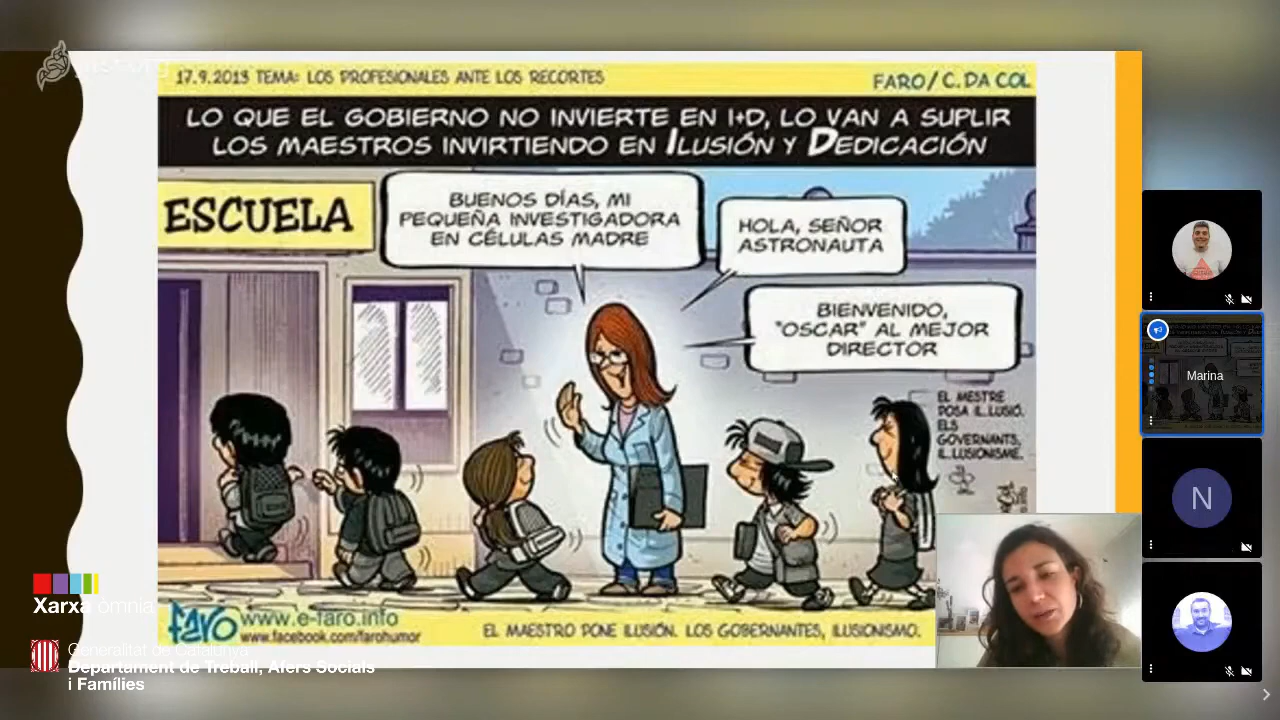 17.9.2013 TEMA: LOS PROFESIONALES ANTE LOS RECORTES
FARO/C. DA COL
LO QUE EL GOBIERNO NO INVIERTE EN I+D, LO VAN A SUPLIR
LOS MAESTROS INVIRTIENDO EN ILUSIÓN Y DEDICACIÓN
ESCUELA
BUENOS DÍAS, MI
PEQUEÑA INVESTIGADORA
EN CÉLULAS MADRE
HOLA, SEÑOR
ASTRONAUTA
BIENVENIDO,
"OSCAR" AL MEJOR
DIRECTOR
EL MESTRE
POSA IL.LUSIÓ.
ELS
GOVERNANTS,
IL.LUSIONISME.
FARO
www.e-faro.info
www.facebook.com/farohumor
EL MAESTRO PONE ILUSIÓN. LOS GOBERNANTES, ILUSIONISMO.
Xarxa òmnia
Generalitat de Catalunya
Departament de Treball, Afers Socials
i Famílies
Marina
N